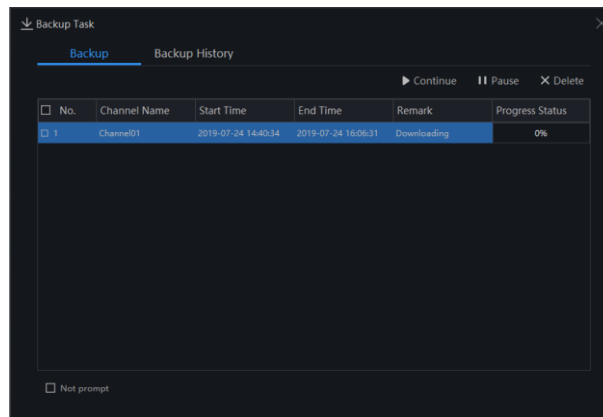 Backup Task
Backup Backup History
Continue Pause Delete
No. Channel Name Start Time End Time Remark Progress Status
1 Channel01 2019-07-24 14:40:34 2019-07-24 16:06:31 Downloading 0%
Not prompt